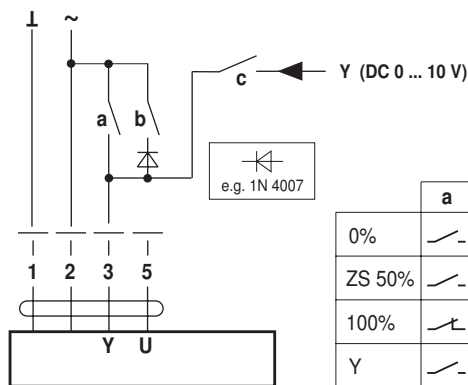 ⊥ ~
a b c Y (DC 0 ... 10 V)
e.g. 1N 4007
1 2 3 5
Y U
a
0%
ZS 50%
100%
Y